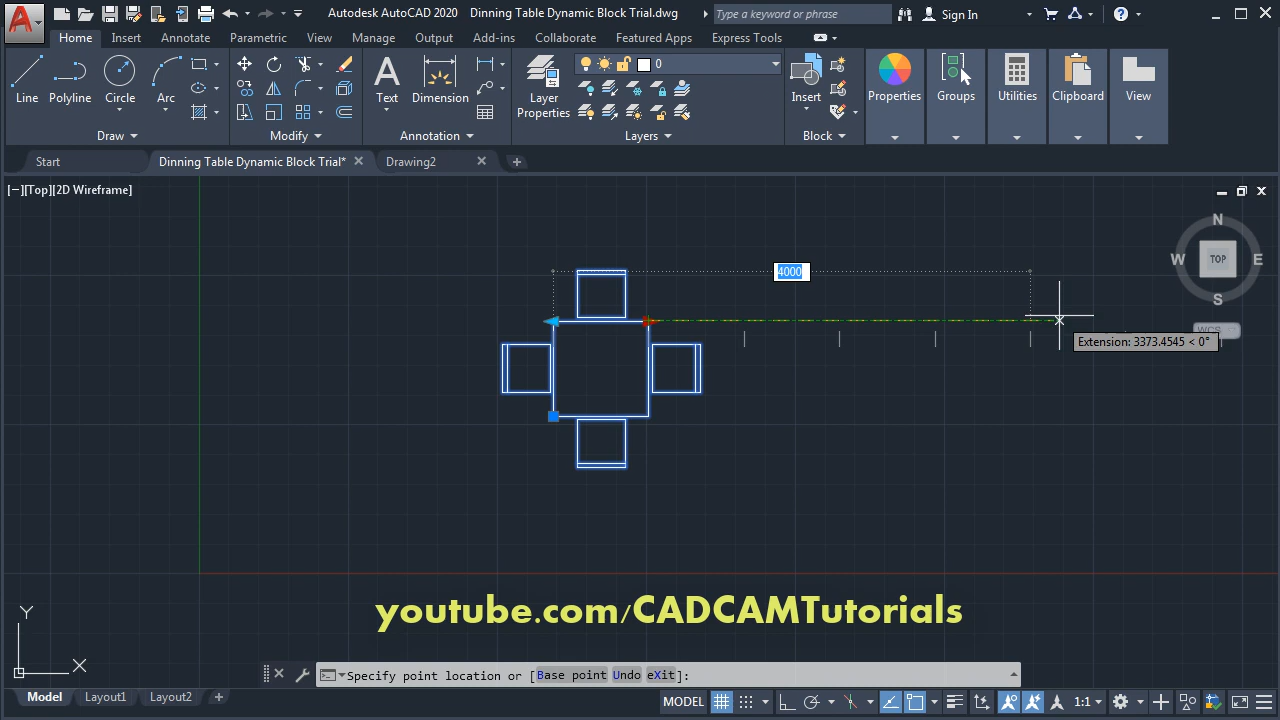 Autodesk AutoCAD 2020 Dinning Table Dynamic Block Trial.dwg
Type a keyword or phrase
Sign In
Home Insert Annotate Parametric View Manage Output Add-ins Collaborate Featured Apps Express Tools
0
Line Polyline Circle Arc
Text Dimension
Layer Properties
Insert
Properties Groups Utilities Clipboard View
Draw Modify Annotation Layers Block
Start Dinning Table Dynamic Block Trial* Drawing2
[−][Top][2D Wireframe]
N
W TOP E
S
WCS
4000
Extension: 3373.4545 < 0°
Y
X
youtube.com/CADCAMTutorials
Specify point location or [Base point Undo eXit]:
Model Layout1 Layout2
MODEL
1:1